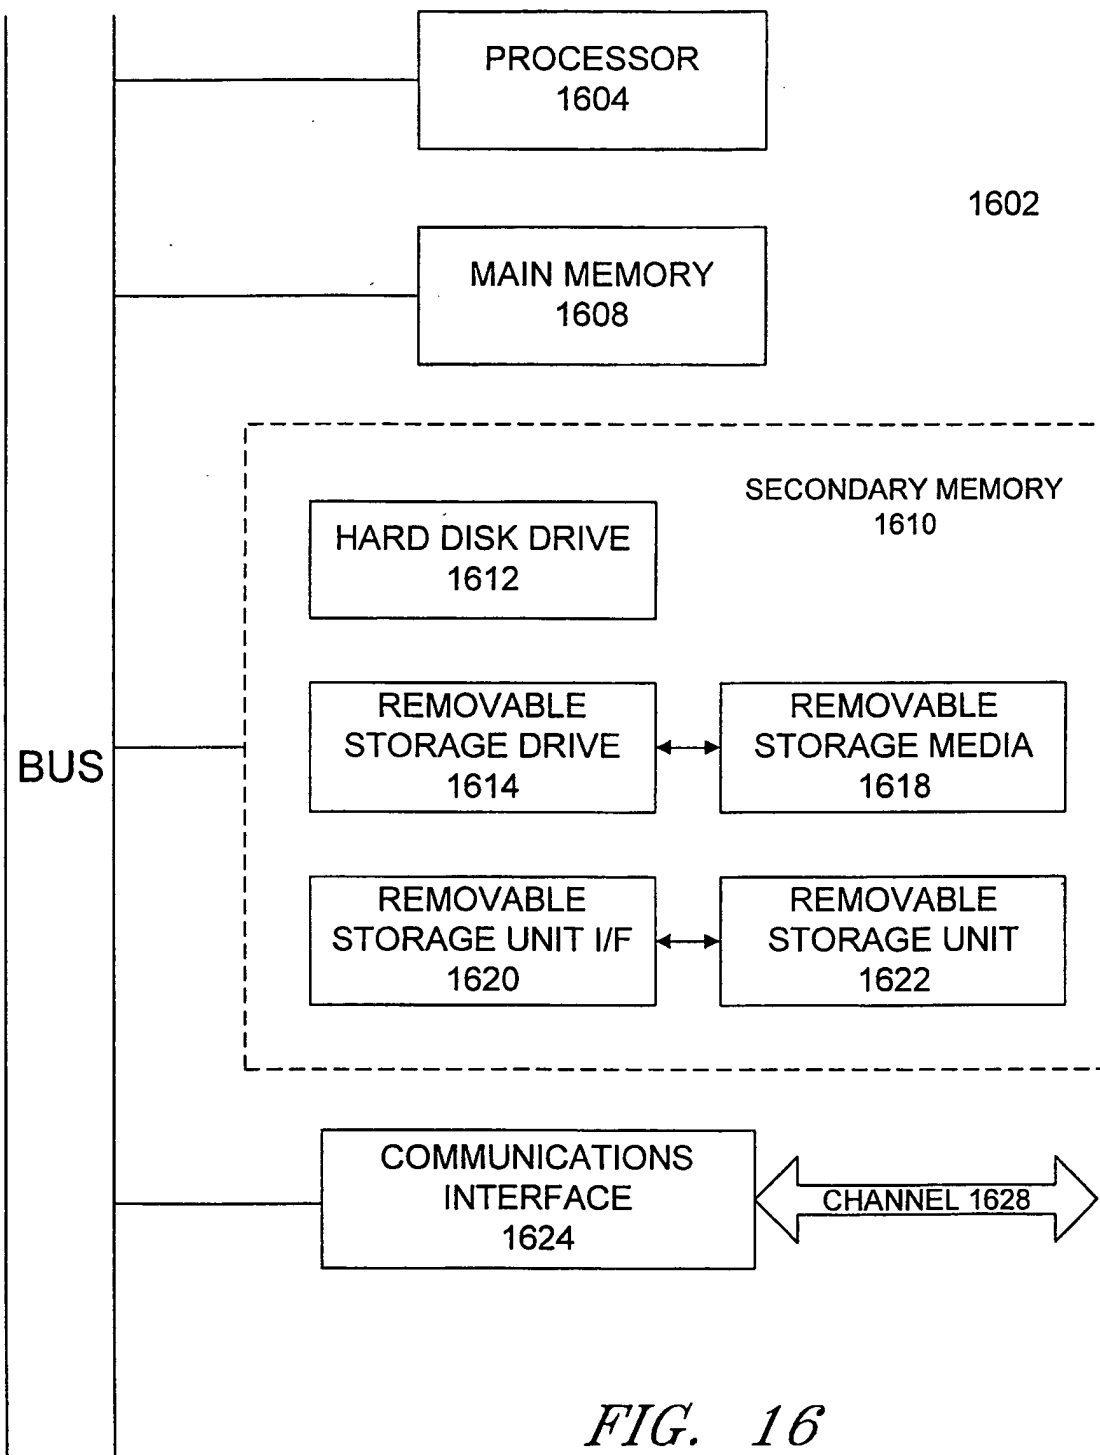 PROCESSOR
1604
1602
MAIN MEMORY
1608
SECONDARY MEMORY
1610
HARD DISK DRIVE
1612
REMOVABLE
STORAGE DRIVE
1614
REMOVABLE
STORAGE MEDIA
1618
BUS
REMOVABLE
STORAGE UNIT I/F
1620
REMOVABLE
STORAGE UNIT
1622
COMMUNICATIONS
INTERFACE
1624
CHANNEL 1628
FIG. 16